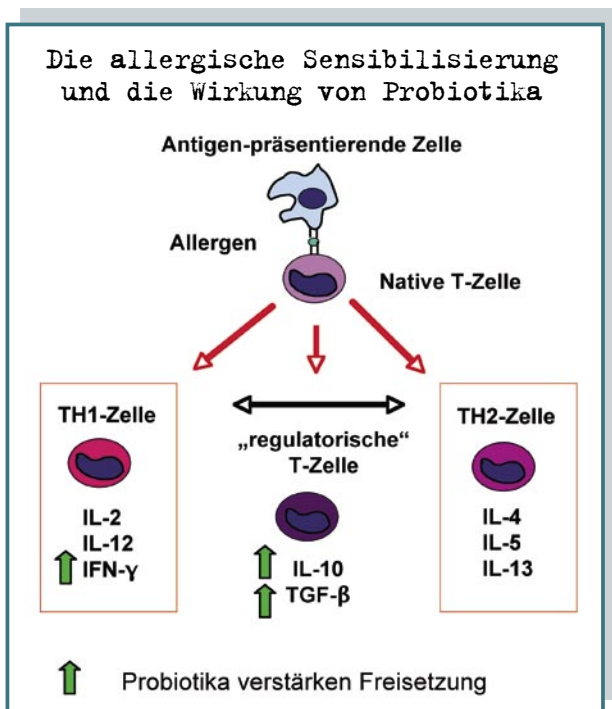 Die allergische Sensibilisierung
und die Wirkung von Probiotika
Antigen-präsentierende Zelle
Allergen
Native T-Zelle
TH1-Zelle
IL-2
IL-12
IFN-γ
„regulatorische“
T-Zelle
IL-10
TGF-β
TH2-Zelle
IL-4
IL-5
IL-13
Probiotika verstärken Freisetzung